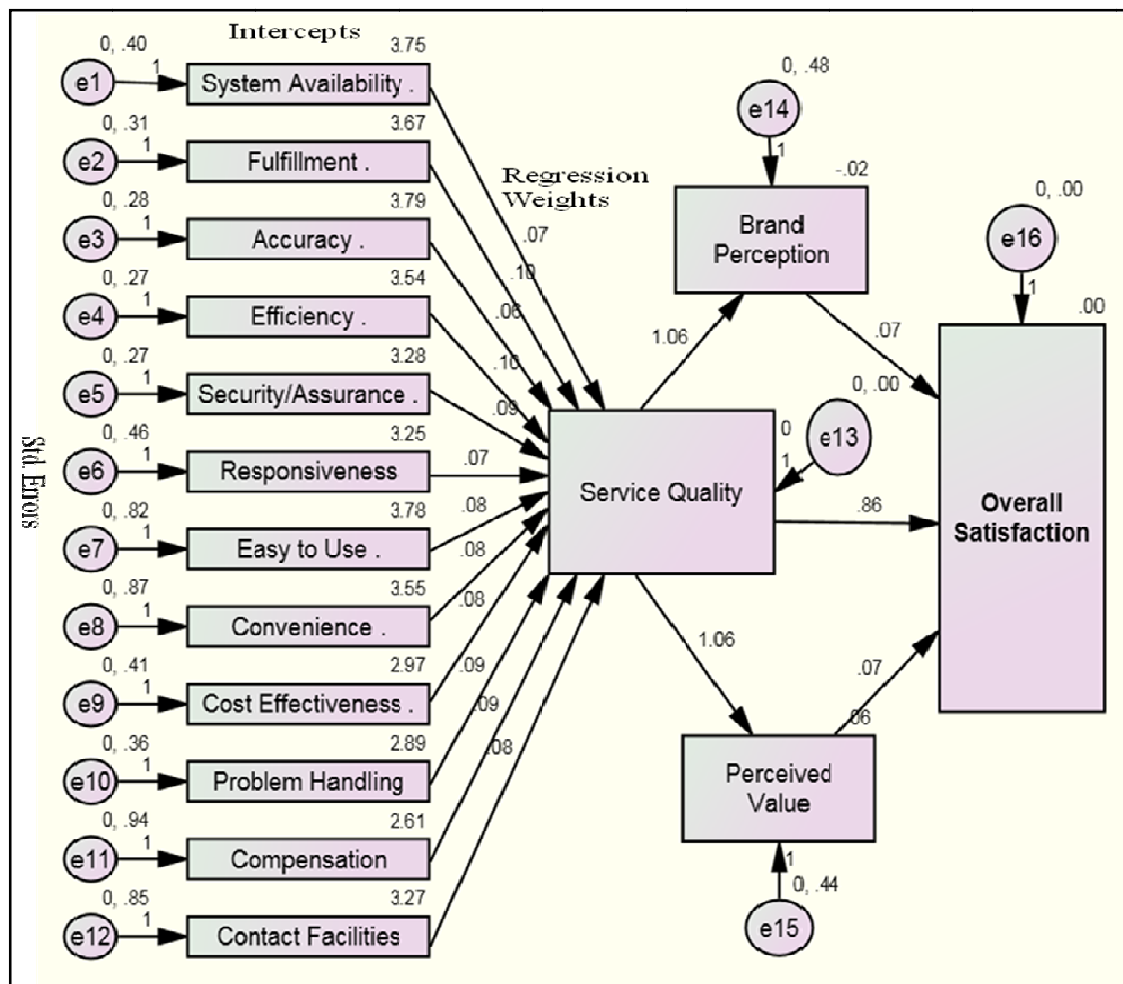 Intercepts
0, .40
3.75
e1
1
System Availability .
0, .31
3.67
e2
1
Fulfillment .
0, .28
3.79
e3
1
Accuracy .
0, .27
3.54
e4
1
Efficiency .
0, .27
3.28
e5
1
Security/Assurance .
0, .46
3.25
e6
1
Responsiveness
0, .82
3.78
e7
1
Easy to Use .
0, .87
3.55
e8
1
Convenience .
0, .41
2.97
e9
1
Cost Effectiveness .
0, .36
2.89
e10
1
Problem Handling
0, .94
2.61
e11
1
Compensation
0, .85
3.27
e12
1
Contact Facilities
Std. Errors
Regression
Weights
.07
.10
.06
.10
.09
.07
.08
.08
.08
.09
.09
.08
Service Quality
0
0, .00
e13
1
0, .48
e14
1
-.02
Brand
Perception
1.06
.07
.86
1.06
.07
.06
Perceived
Value
1
0, .44
e15
0, .00
e16
1
.00
Overall
Satisfaction